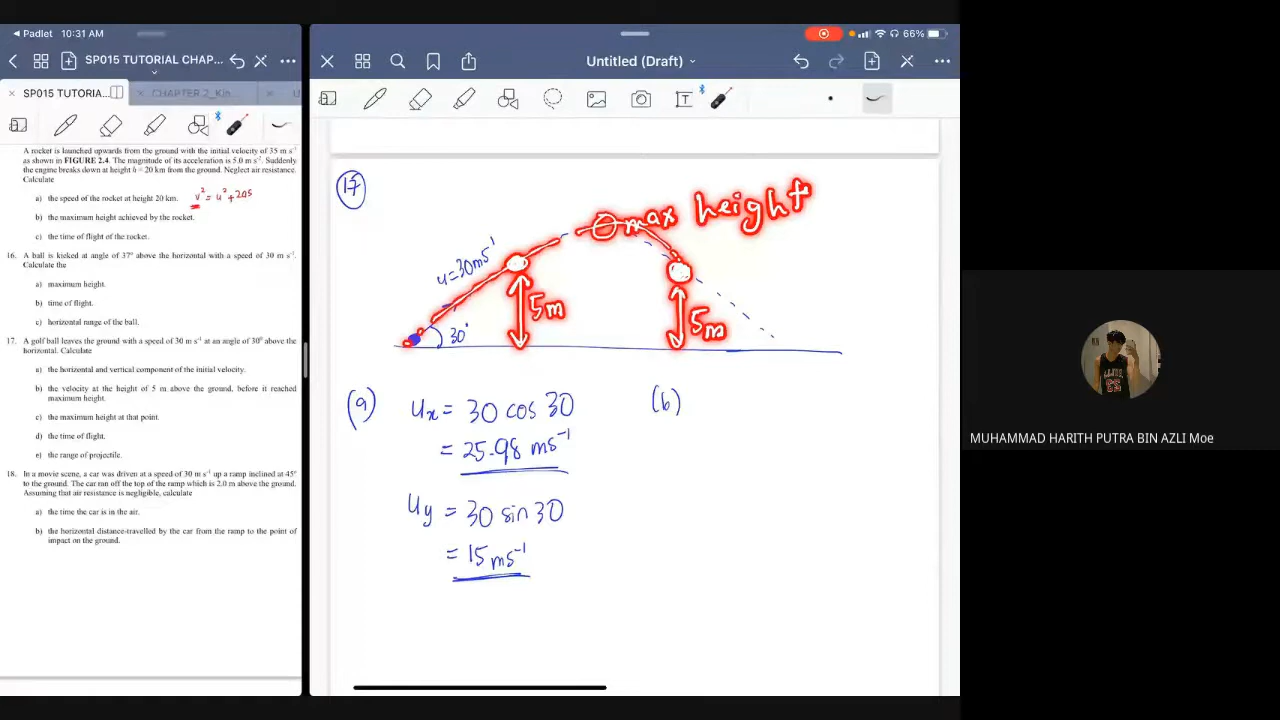 Padlet 10:31 AM
66%
SP015 TUTORIAL CHAP...
Untitled (Draft)
SP015 TUTORIA...
CHAPTER 2_Kin...
A rocket is launched upwards from the ground with the initial velocity of 35 m s⁻¹
as shown in FIGURE 2.4. The magnitude of its acceleration is 5.0 m s⁻². Suddenly
the engine breaks down at height h = 20 km from the ground. Neglect air resistance.
Calculate
a) the speed of the rocket at height 20 km. v² = u² + 2as
b) the maximum height achieved by the rocket.
c) the time of flight of the rocket.
16. A ball is kicked at angle of 37° above the horizontal with a speed of 30 m s⁻¹.
Calculate the
a) maximum height.
b) time of flight.
c) horizontal range of the ball.
17. A golf ball leaves the ground with a speed of 30 m s⁻¹ at an angle of 30⁰ above the
horizontal. Calculate
a) the horizontal and vertical component of the initial velocity.
b) the velocity at the height of 5 m above the ground, before it reached
maximum height.
c) the maximum height at that point.
d) the time of flight.
e) the range of projectile.
18. In a movie scene, a car was driven at a speed of 30 m s⁻¹ up a ramp inclined at 45°
to the ground. The car ran off the top of the ramp which is 2.0 m above the ground.
Assuming that air resistance is negligible, calculate
a) the time the car is in the air.
b) the horizontal distance-travelled by the car from the ramp to the point of
impact on the ground.
17
max height
u=30ms⁻¹
30°
5m
5m
(a) ux = 30 cos 30
= 25.98 ms⁻¹
uy = 30 sin 30
= 15 ms⁻¹
(b)
MUHAMMAD HARITH PUTRA BIN AZLI Moe